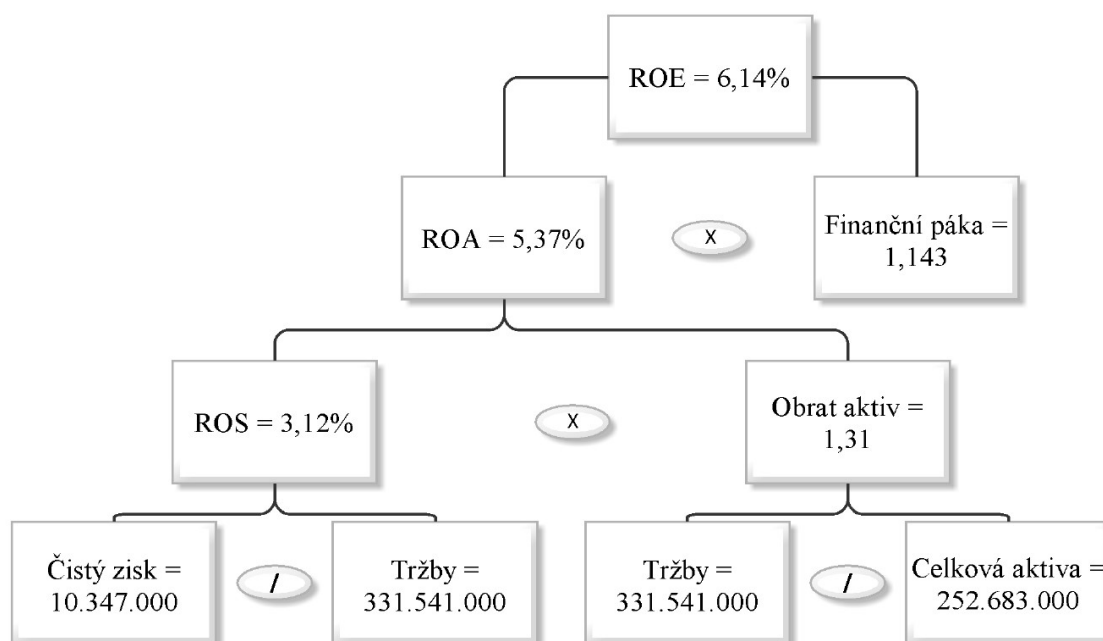 ROE = 6,14%
ROA = 5,37%
X
Finanční páka =
1,143
ROS = 3,12%
X
Obrat aktiv =
1,31
Čistý zisk =
10.347.000
/
Tržby =
331.541.000
Tržby =
331.541.000
/
Celková aktiva =
252.683.000